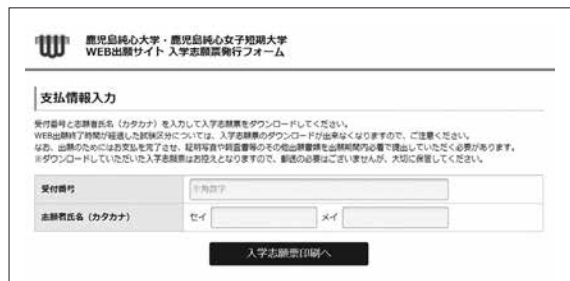 鹿児島純心大学・鹿児島純心女子短期大学
WEB出願サイト 入学志願票発行フォーム
支払情報入力
受付番号と志願者氏名（カタカナ）を入力して入学志願票をダウンロードしてください。
WEB出願終了時間が経過した試験区分については、入学志願票のダウンロードが出来なくなりますので、ご注意ください。
なお、出願のためにはお支払を完了させ、証明写真や調査書等のその他出願書類を出願期間内必着で提出していただく必要があります。
※ダウンロードしていただいた入学志願票はお控えとなりますので、郵送の必要はございませんが、大切に保管してください。
受付番号
半角数字
志願者氏名（カタカナ）
セイ メイ
入学志願票印刷へ